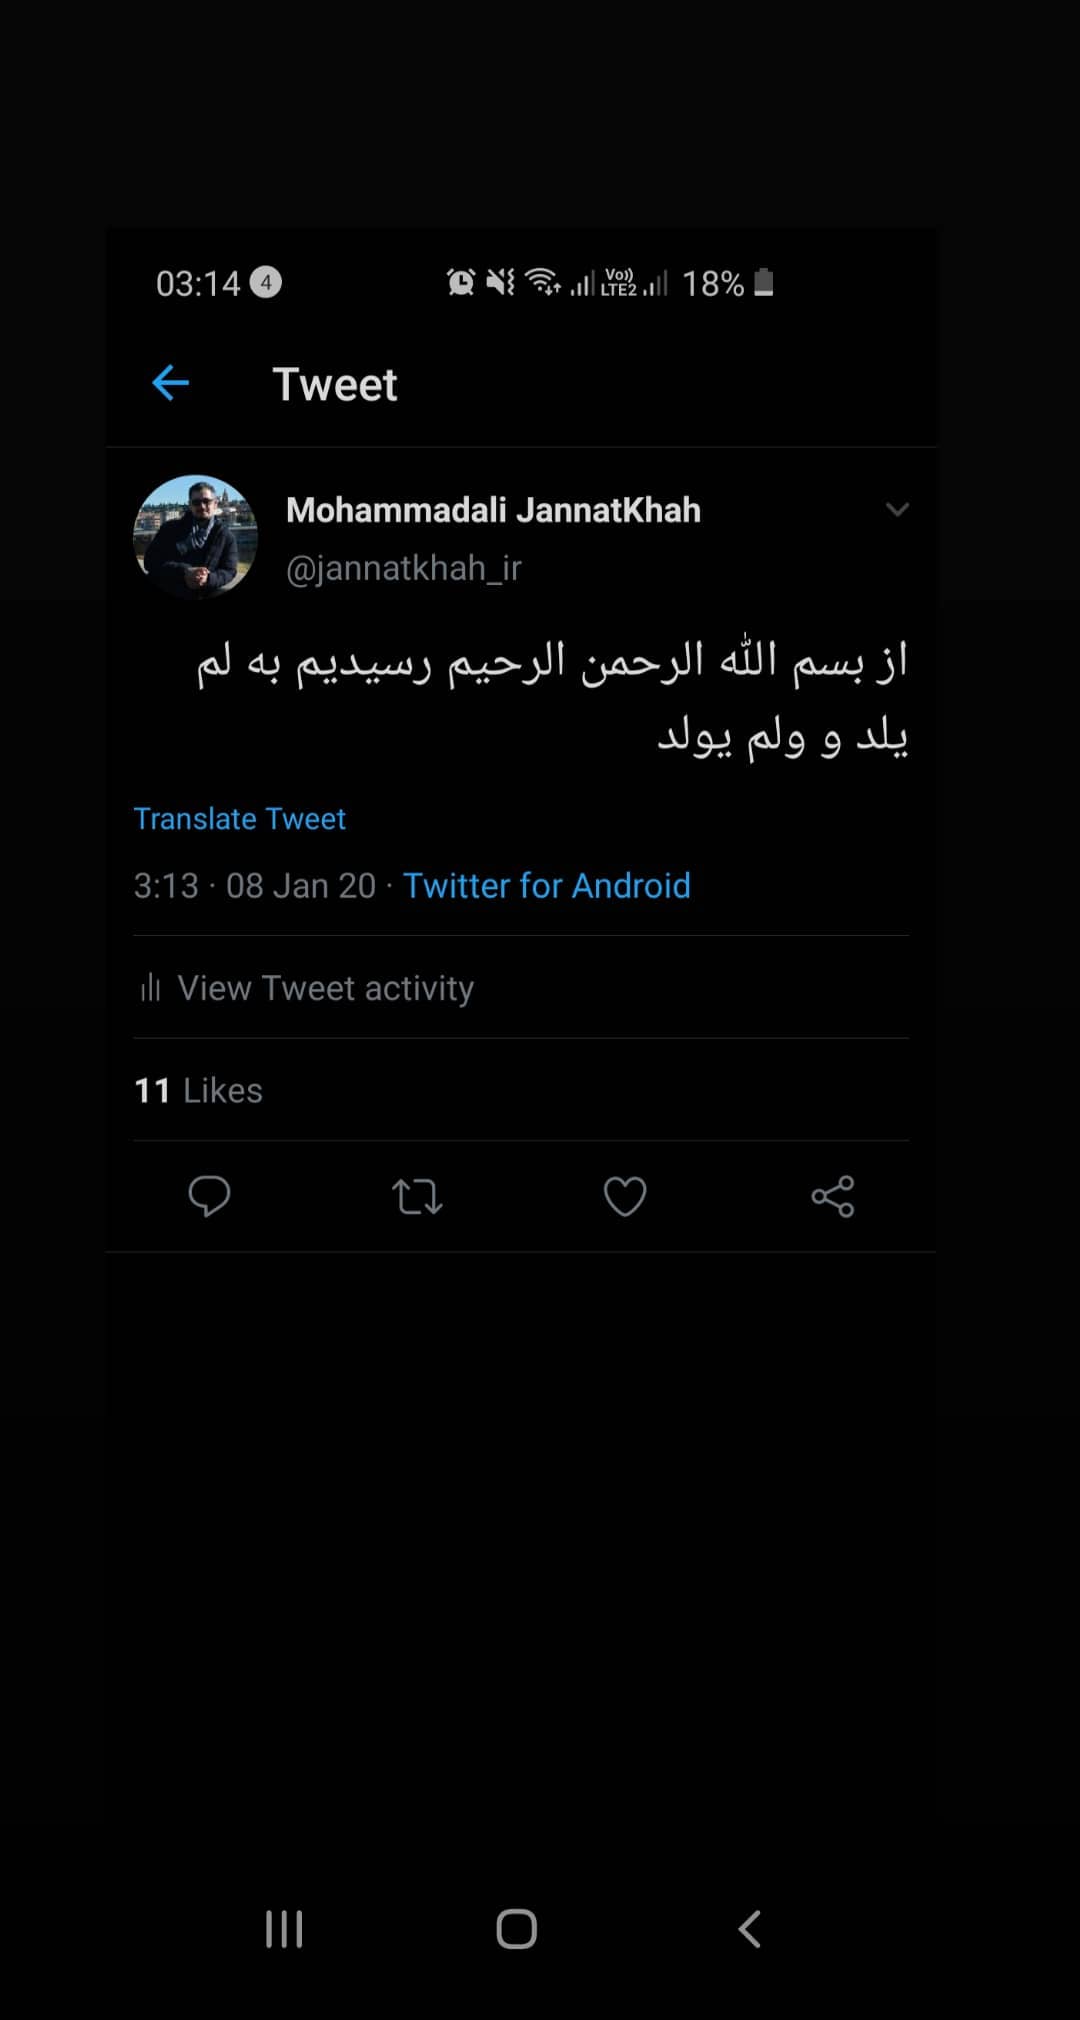 03:14 4 Vo)) LTE2 18%
Tweet
Mohammadali JannatKhah
@jannatkhah_ir
از بسم الله الرحمن الرحیم رسیدیم به لم
یلد و ولم یولد
Translate Tweet
3:13 · 08 Jan 20 · Twitter for Android
View Tweet activity
11 Likes